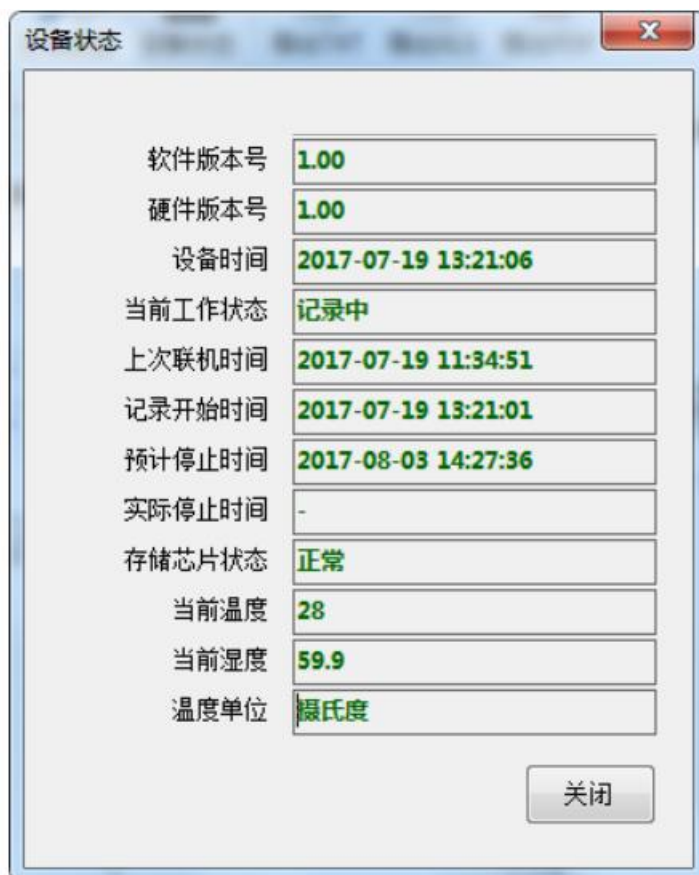 设备状态
软件版本号 1.00
硬件版本号 1.00
设备时间 2017-07-19 13:21:06
当前工作状态 记录中
上次联机时间 2017-07-19 11:34:51
记录开始时间 2017-07-19 13:21:01
预计停止时间 2017-08-03 14:27:36
实际停止时间 -
存储芯片状态 正常
当前温度 28
当前湿度 59.9
温度单位 摄氏度
关闭